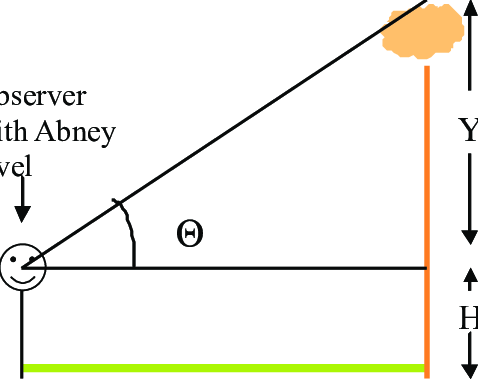 bserver
ith Abney
vel
Y
Θ
H